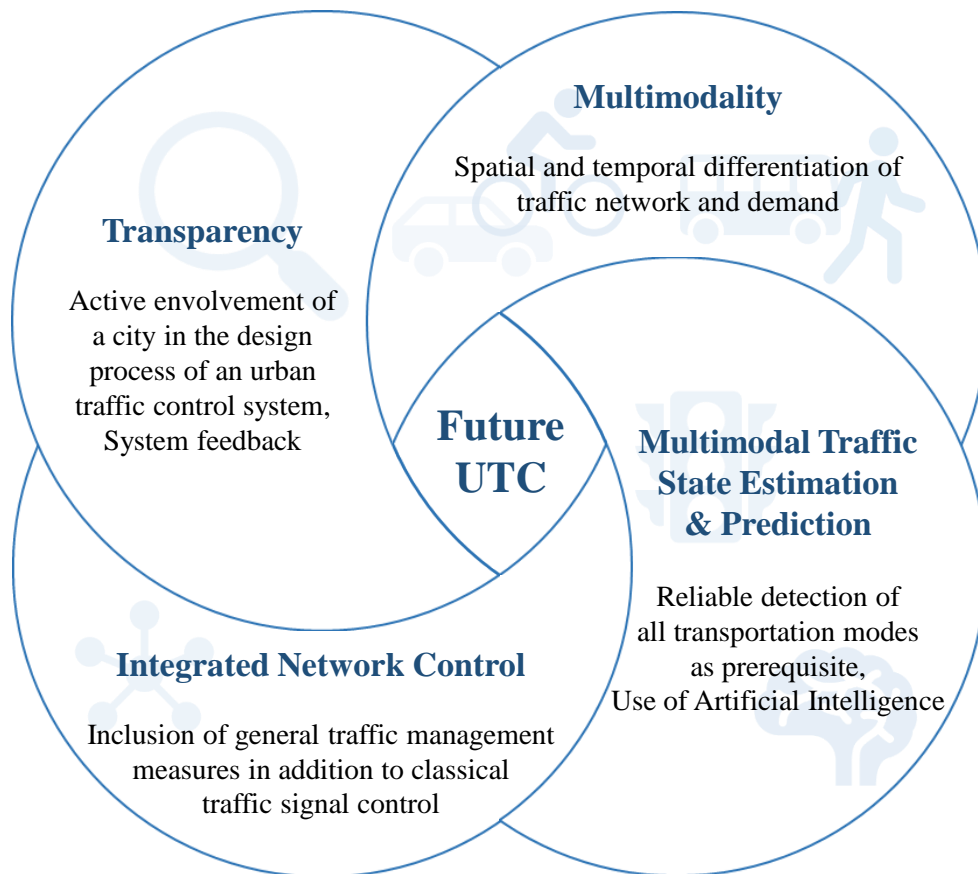 Transparency
Active envolvement of
a city in the design
process of an urban
traffic control system,
System feedback
Multimodality
Spatial and temporal differentiation of
traffic network and demand
Future
UTC
Multimodal Traffic
State Estimation
& Prediction
Reliable detection of
all transportation modes
as prerequisite,
Use of Artificial Intelligence
Integrated Network Control
Inclusion of general traffic management
measures in addition to classical
traffic signal control